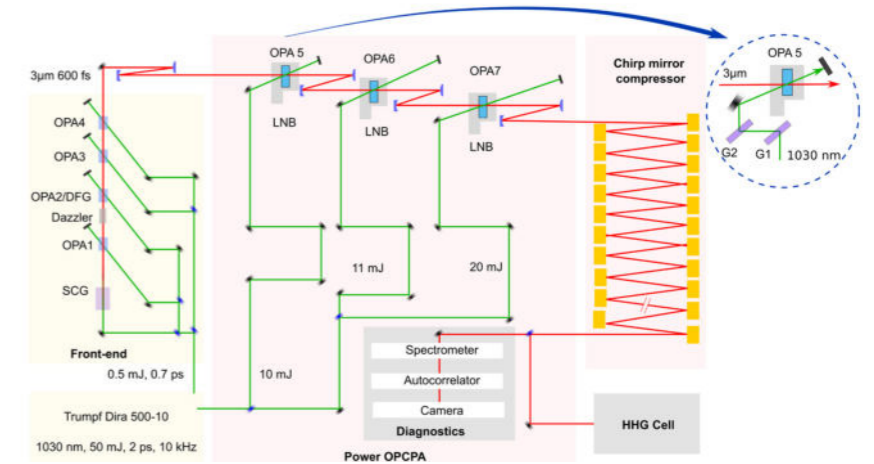 3μm 600 fs
OPA4
OPA3
OPA2/DFG
Dazzler
OPA1
SCG
Front-end
0.5 mJ, 0.7 ps
Trumpf Dira 500-10
1030 nm, 50 mJ, 2 ps, 10 kHz
OPA 5
LNB
OPA6
LNB
OPA7
LNB
11 mJ
20 mJ
10 mJ
Spectrometer
Autocorrelator
Camera
Diagnostics
Power OPCPA
Chirp mirror
compressor
HHG Cell
OPA 5
3μm
G2
G1
1030 nm